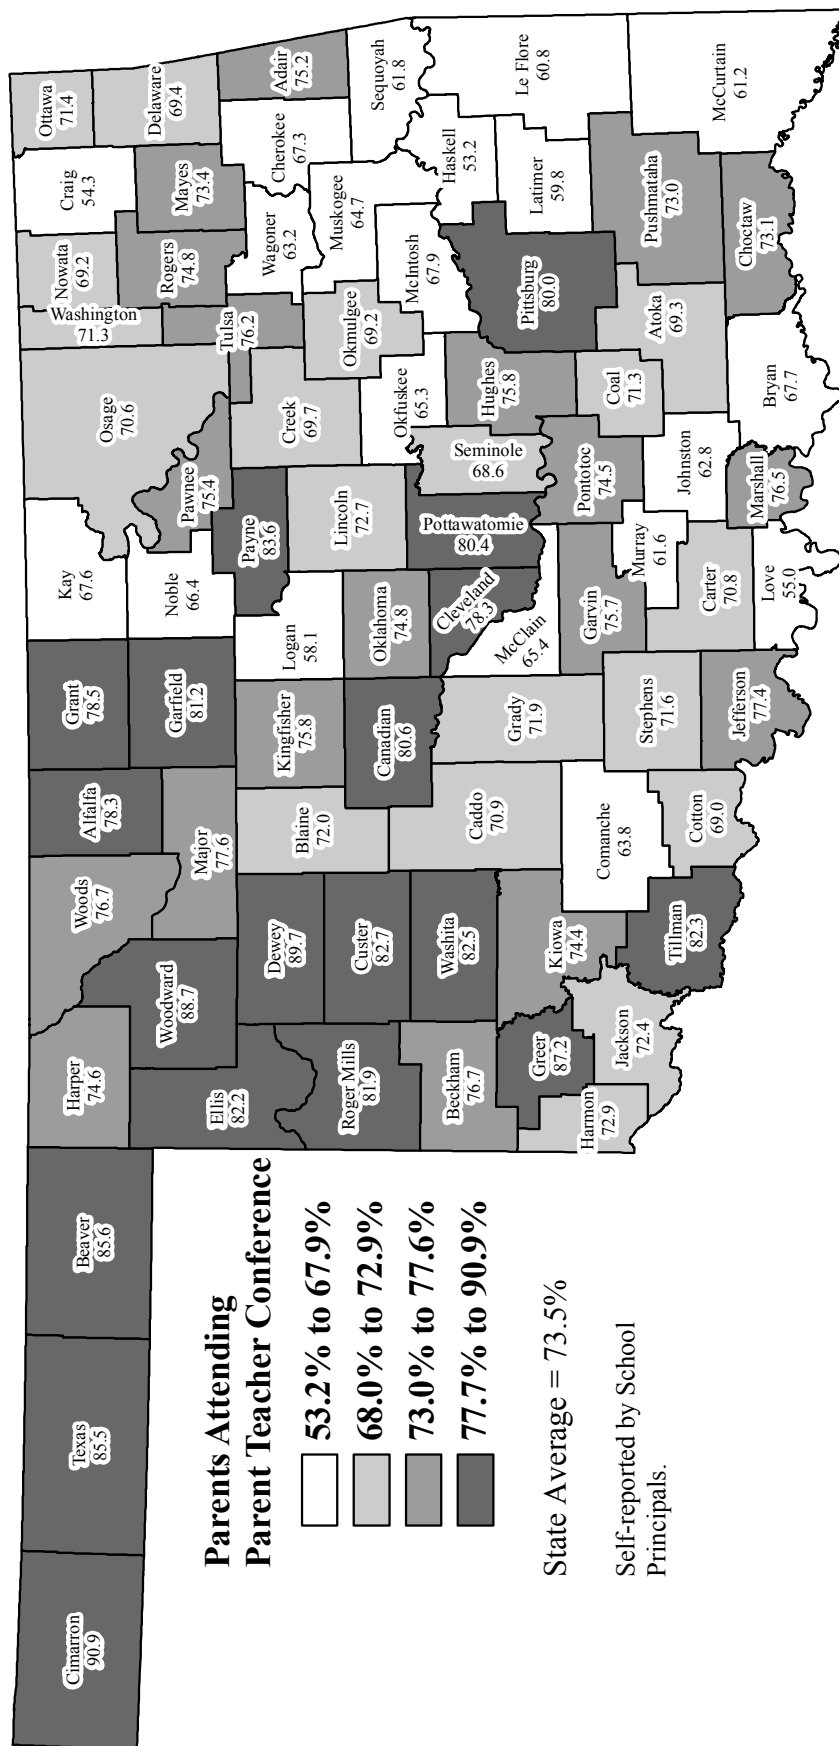 Cimarron
90.9
Texas
85.5
Beaver
85.6
Harper
74.6
Woods
76.7
Alfalfa
78.3
Grant
78.5
Kay
67.6
Osage
70.6
Washington
71.3
Nowata
69.2
Craig
54.3
Ottawa
71.4
Ellis
82.2
Woodward
88.7
Major
77.6
Garfield
81.2
Noble
66.4
Pawnee
75.4
Tulsa
76.2
Rogers
74.8
Mayes
73.4
Delaware
69.4
Roger Mills
81.9
Dewey
89.7
Blaine
72.0
Kingfisher
75.8
Logan
58.1
Payne
83.6
Creek
69.7
Wagoner
63.2
Cherokee
67.3
Adair
75.2
Custer
82.7
Canadian
80.6
Oklahoma
74.8
Lincoln
72.7
Okfuskee
65.3
Okmulgee
69.2
Muskogee
64.7
Sequoyah
61.8
Beckham
76.7
Washita
82.5
Caddo
70.9
Grady
71.9
McClain
65.4
Cleveland
78.3
Pottawatomie
80.4
Seminole
68.6
Hughes
75.8
McIntosh
67.9
Haskell
53.2
Le Flore
60.8
Harmon
72.9
Greer
87.2
Kiowa
74.4
Comanche
63.8
Stephens
71.6
Garvin
75.7
Murray
61.6
Pontotoc
74.5
Coal
71.3
Pittsburg
80.0
Latimer
59.8
Jackson
72.4
Tillman
82.3
Cotton
69.0
Jefferson
77.4
Carter
70.8
Love
55.0
Johnston
62.8
Marshall
76.5
Atoka
69.3
Bryan
67.7
Pushmataha
73.0
Choctaw
73.1
McCurtain
61.2
Parents Attending
Parent Teacher Conference
53.2% to 67.9%
68.0% to 72.9%
73.0% to 77.6%
77.7% to 90.9%
State Average = 73.5%
Self-reported by School
Principals.